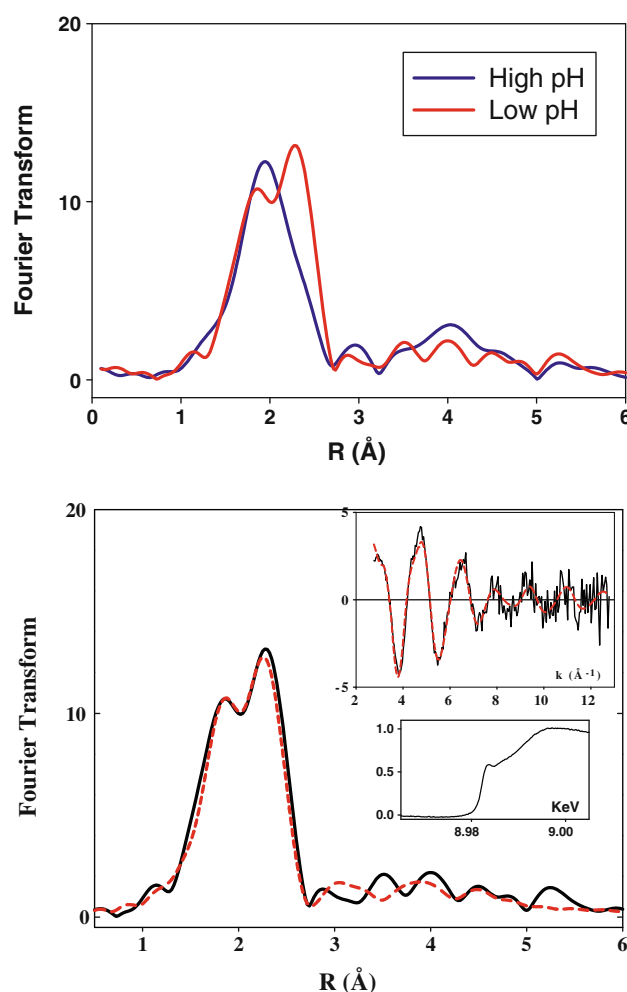 20
High pH
Low pH
10
Fourier Transform
0
0 1 2 3 4 5 6
R (Å)
20
5
0
-5
2 4 6 8 10 12
k (Å-1)
10
Fourier Transform
1.0
0.5
0.0
KeV
8.98 9.00
0
1 2 3 4 5 6
R (Å)